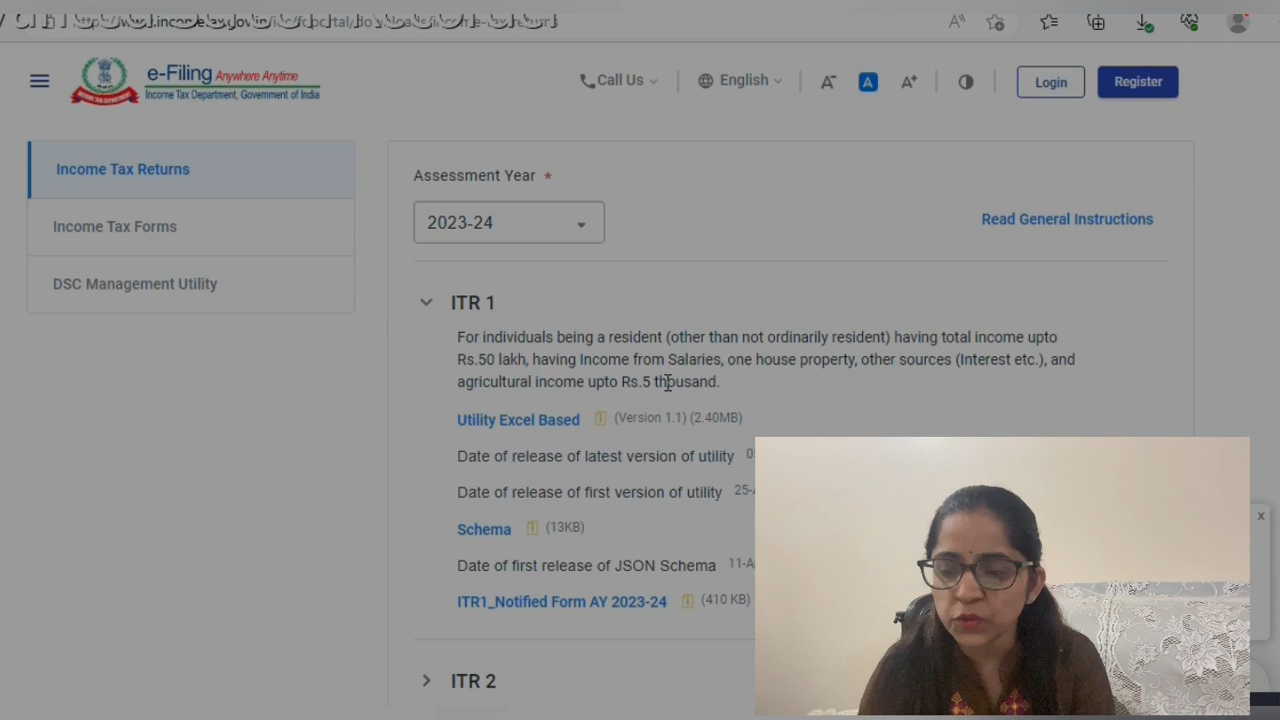 e-Filing Anywhere Anytime
Income Tax Department, Government of India
Call Us
English
A-
A
A+
Login
Register
Income Tax Returns
Income Tax Forms
DSC Management Utility
Assessment Year *
2023-24
Read General Instructions
ITR 1
For individuals being a resident (other than not ordinarily resident) having total income upto
Rs.50 lakh, having Income from Salaries, one house property, other sources (Interest etc.), and
agricultural income upto Rs.5 thousand.
Utility Excel Based (Version 1.1) (2.40MB)
Date of release of latest version of utility
Date of release of first version of utility 25-
Schema (13KB)
Date of first release of JSON Schema 11-A
ITR1_Notified Form AY 2023-24 (410 KB)
ITR 2
x